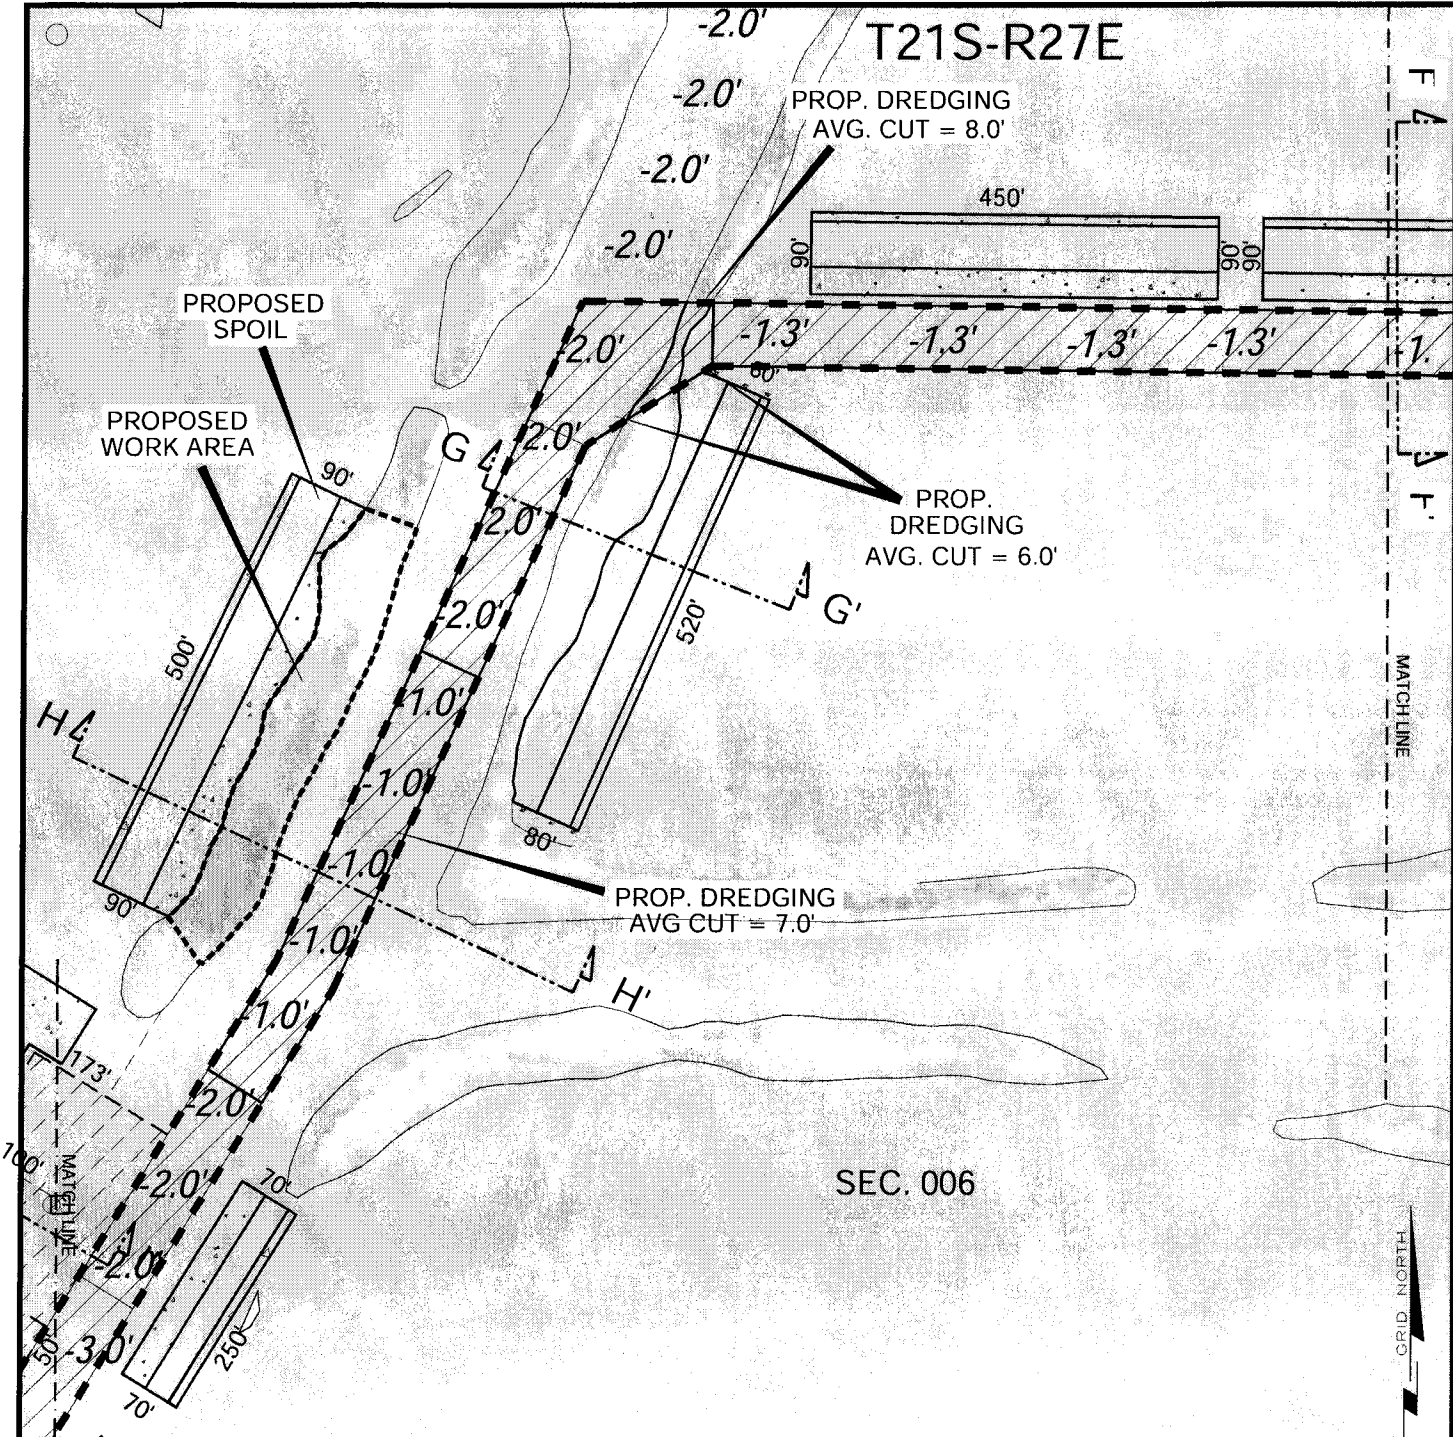 -2.0'
T21S-R27E
-2.0'
PROP. DREDGING
AVG. CUT = 8.0'
F
-2.0'
450'
-2.0'
90'
90'
90'
PROPOSED
SPOIL
-2.0'
-1.3'
-1.3'
-1.3'
-1.3'
-1.
60'
PROPOSED
WORK AREA
G
2.0'
90'
2.0'
PROP.
DREDGING
AVG. CUT = 6.0'
F'
G'
-2.0'
520'
500'
MATCH LINE
-1.0'
H
-1.0'
80'
-1.0'
90'
PROP. DREDGING
AVG CUT = 7.0'
-1.0'
H'
-1.0'
173'
-2.0'
100'
MATCH LINE
-2.0'
70'
SEC. 006
-2.0'
GRID NORTH
50'
-3.0'
250'
70'